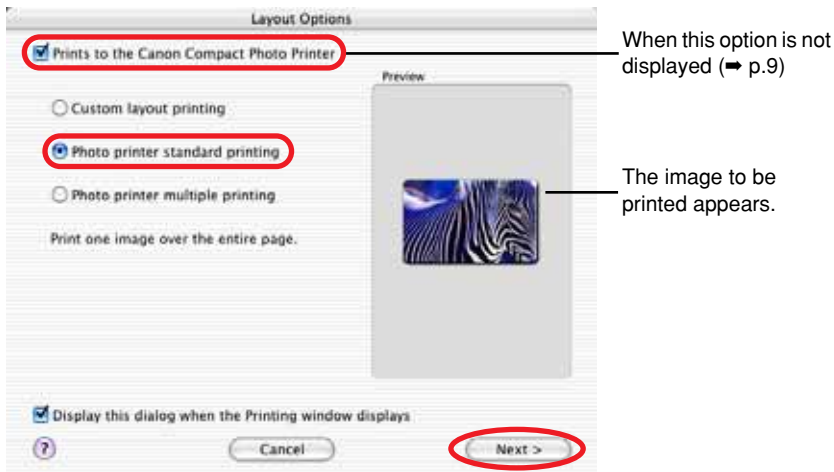 Layout Options
Prints to the Canon Compact Photo Printer
When this option is not
displayed (➡ p.9)
Preview
Custom layout printing
Photo printer standard printing
Photo printer multiple printing
The image to be
printed appears.
Print one image over the entire page.
Display this dialog when the Printing window displays
?
Cancel
Next >